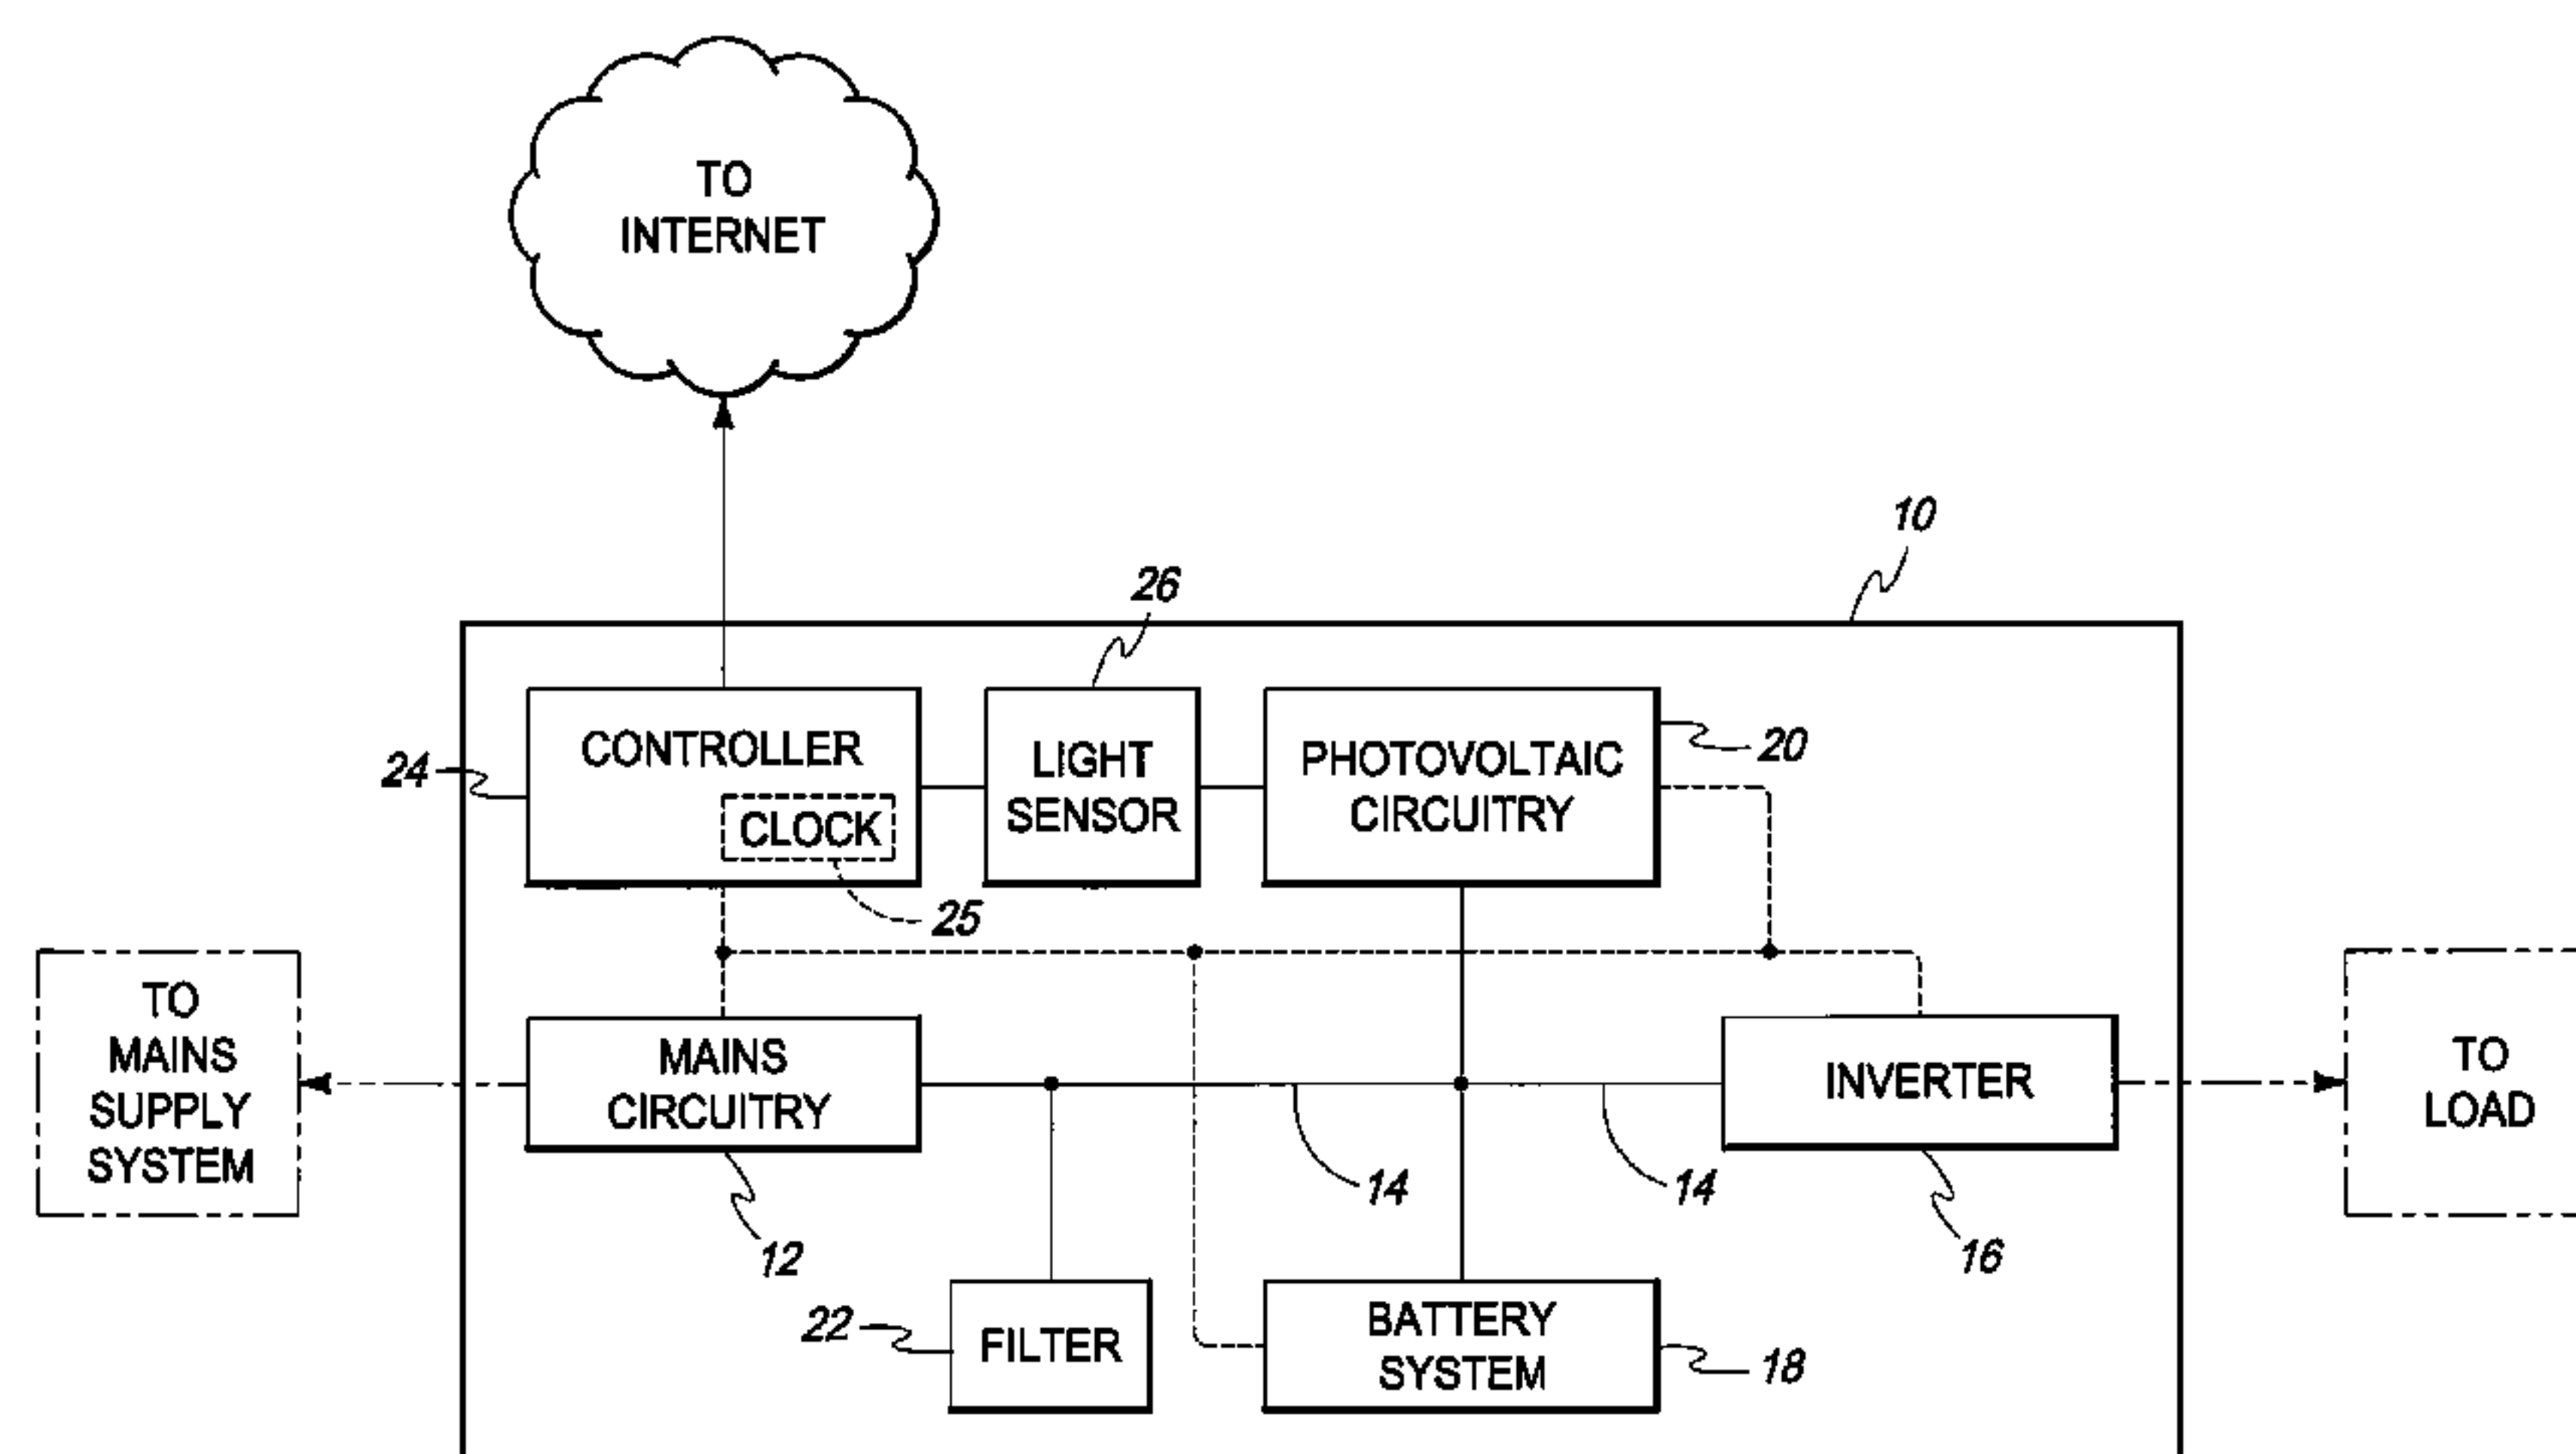 TO
INTERNET
10
26
CONTROLLER
LIGHT
SENSOR
PHOTOVOLTAIC
CIRCUITRY
20
24
CLOCK
25
TO
MAINS
SUPPLY
SYSTEM
MAINS
CIRCUITRY
INVERTER
TO
LOAD
14
14
12
16
22
FILTER
BATTERY
SYSTEM
18